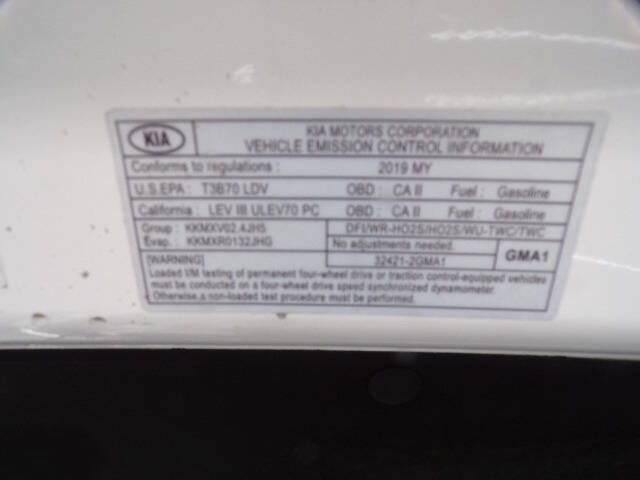 KIA
KIA MOTORS CORPORATION
VEHICLE EMISSION CONTROL INFORMATION
Conforms to regulations : 2019 MY
U.S.EPA : T3B70 LDV OBD : CA II Fuel : Gasoline
California : LEV III ULEV70 PC OBD : CA II Fuel : Gasoline
Group : KKMXV02.4JH5 DFI/WR-HO2S/HO2S/WU-TWC/TWC
Evap. : KKMXR0132JHG No adjustments needed. GMA1
[WARNING] 32421-2GMA1
Loaded I/M testing of permanent four-wheel drive or traction control-equipped vehicles
must be conducted on a four-wheel drive speed synchronized dynamometer.
Otherwise,a non-loaded test procedure must be performed.